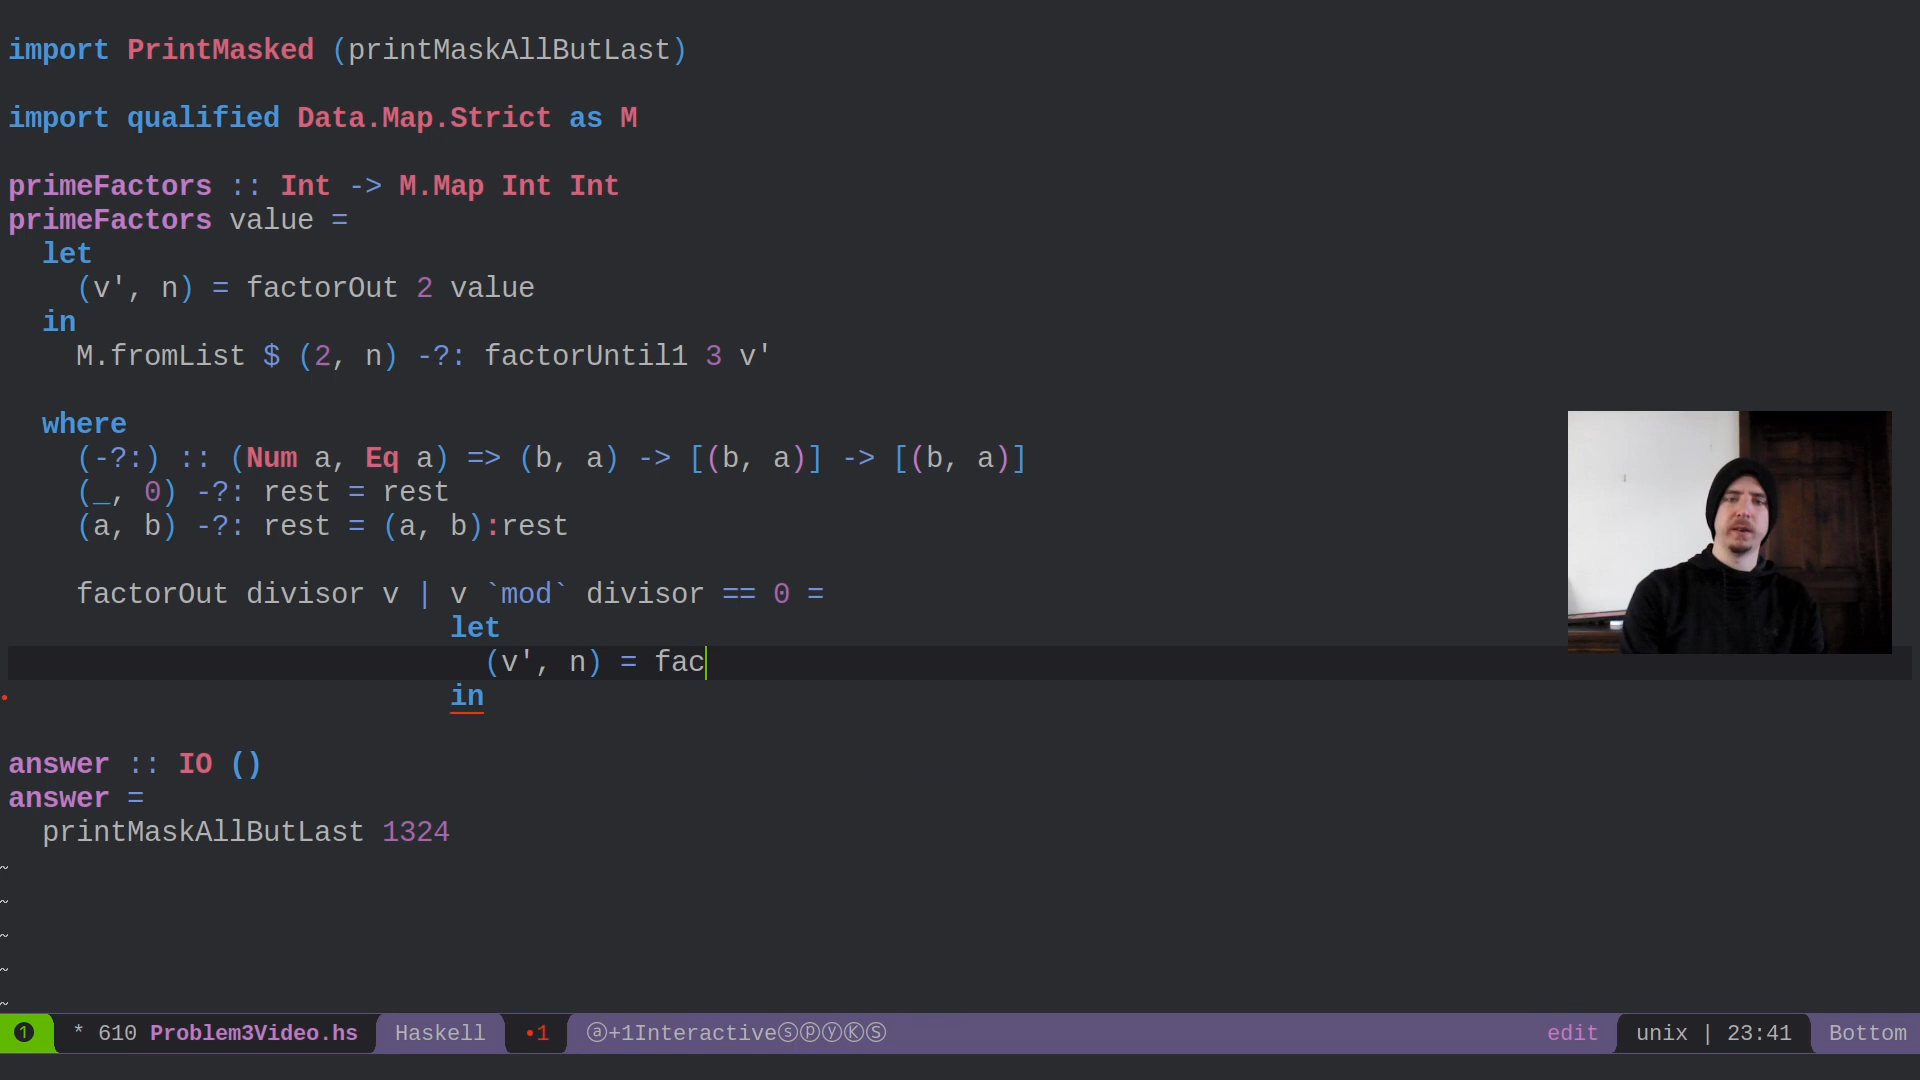 import PrintMasked (printMaskAllButLast)
import qualified Data.Map.Strict as M
primeFactors :: Int -> M.Map Int Int
primeFactors value =
  let
    (v', n) = factorOut 2 value
  in
    M.fromList $ (2, n) -?: factorUntil1 3 v'
  where
    (-?:) :: (Num a, Eq a) => (b, a) -> [(b, a)] -> [(b, a)]
    (_, 0) -?: rest = rest
    (a, b) -?: rest = (a, b):rest
    factorOut divisor v | v `mod` divisor == 0 =
                          let
                            (v', n) = fac
                          in
answer :: IO ()
answer =
  printMaskAllButLast 1324
~
~
~
~
~
❶ * 610 Problem3Video.hs Haskell •1 ⓐ+1InteractiveⓢⓟⓨⓀⓢ edit unix | 23:41 Bottom